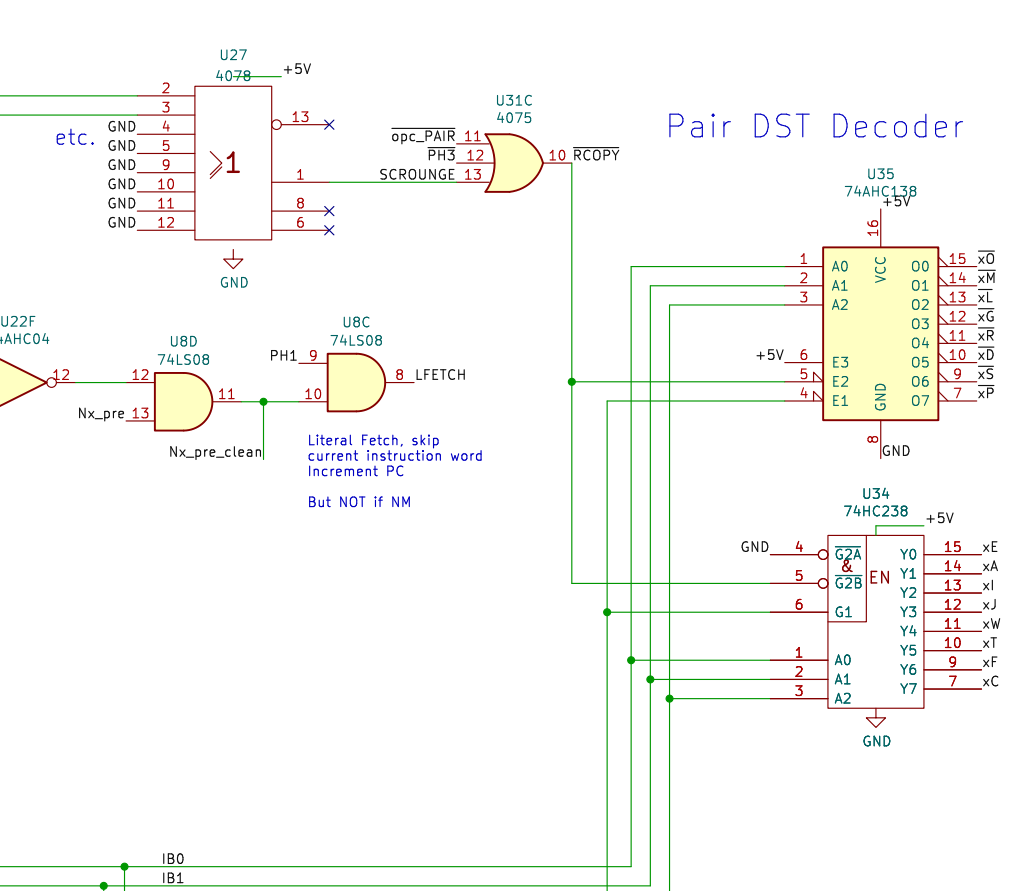 U27
4078
+5V
2
3
GND 4
GND 5
GND 9
GND 10
GND 11
GND 12
≥1
13
1
8
6
GND
etc.
U31C
4075
opc_PAIR 11
PH3 12
SCROUNGE 13
10 RCOPY
Pair DST Decoder
U35
74AHC138
+5V
16
VCC
1 A0
2 A1
3 A2
+5V 6 E3
5 E2
4 E1
O0 15 xO
O1 14 xM
O2 13 xL
O3 12 xG
O4 11 xR
O5 10 xD
O6 9 xS
O7 7 xP
GND
8
GND
U22F
4AHC04
12
U8D
74LS08
12
Nx_pre 13
11
Nx_pre_clean
U8C
74LS08
PH1 9
10
8 LFETCH
Literal Fetch, skip
current instruction word
Increment PC
But NOT if NM
U34
74HC238
+5V
GND 4 G2A
5 G2B
6 G1
&
EN
1 A0
2 A1
3 A2
Y0 15 xE
Y1 14 xA
Y2 13 xI
Y3 12 xJ
Y4 11 xW
Y5 10 xT
Y6 9 xF
Y7 7 xC
GND
IB0
IB1